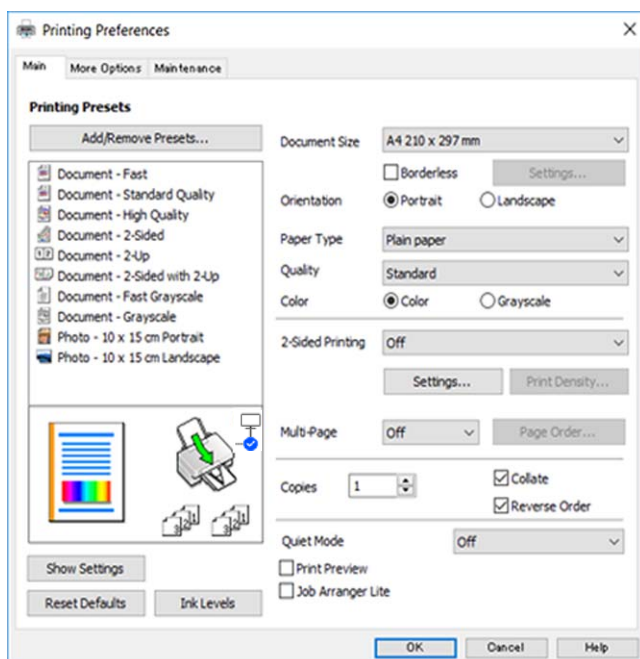 Printing Preferences
Main More Options Maintenance
Printing Presets
Add/Remove Presets...
Document - Fast
Document - Standard Quality
Document - High Quality
Document - 2-Sided
Document - 2-Up
Document - 2-Sided with 2-Up
Document - Fast Grayscale
Document - Grayscale
Photo - 10 x 15 cm Portrait
Photo - 10 x 15 cm Landscape
Show Settings
Reset Defaults Ink Levels
Document Size A4 210 x 297 mm
Borderless Settings...
Orientation Portrait Landscape
Paper Type Plain paper
Quality Standard
Color Color Grayscale
2-Sided Printing Off
Settings... Print Density...
Multi-Page Off Page Order...
Copies 1 Collate
Reverse Order
Quiet Mode Off
Print Preview
Job Arranger Lite
OK Cancel Help